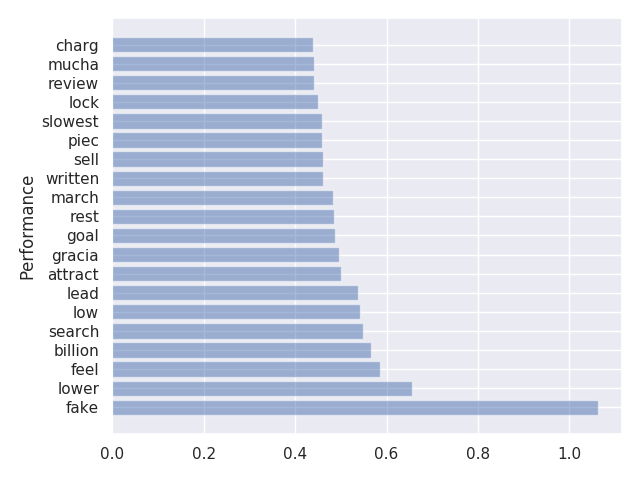 charg
mucha
review
lock
slowest
piec
sell
written
march
rest
goal
gracia
attract
lead
low
search
billion
feel
lower
fake
Performance
0.0 0.2 0.4 0.6 0.8 1.0